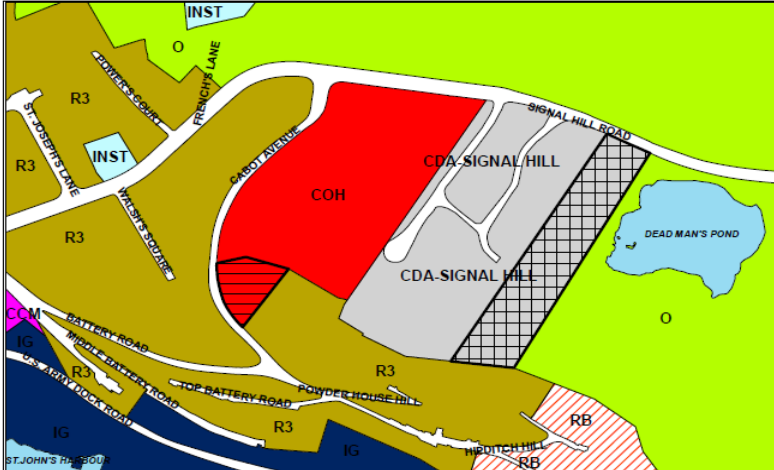 INST
O
POWER'S COURT
FRENCH'S LANE
R3
ST. JOSEPH'S LANE
SIGNAL HILL ROAD
INST
CABOT AVENUE
CDA-SIGNAL HILL
R3
WALSH'S SQUARE
COH
R3
DEAD MAN'S POND
CDA-SIGNAL HILL
CCM
BATTERY ROAD
O
IG
MIDDLE BATTERY ROAD
R3
R3
U.S. ARMY DOCK ROAD
TOP BATTERY ROAD
POWDER HOUSE HILL
RB
R3
IG
IG
HIPDITCH HILL
ST.JOHN'S HARBOUR
RB